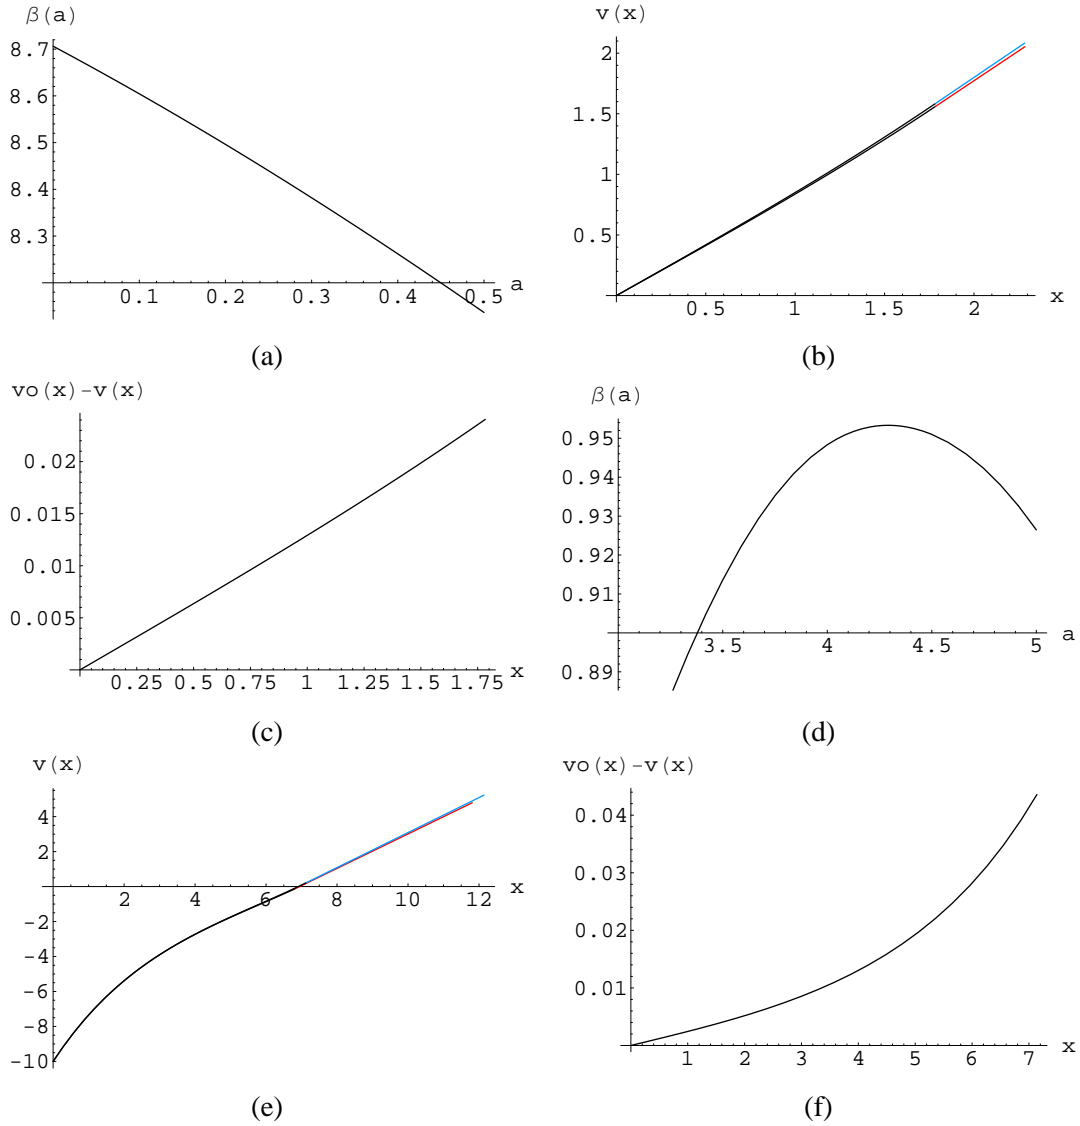 β(a)
8.7
8.6
8.5
8.4
8.3
0.1 0.2 0.3 0.4 0.5 a
(a)
v(x)
2
1.5
1
0.5
0.5 1 1.5 2 x
(b)
vo(x)-v(x)
0.02
0.015
0.01
0.005
0.25 0.5 0.75 1 1.25 1.5 1.75 x
(c)
β(a)
0.95
0.94
0.93
0.92
0.91
0.89
3.5 4 4.5 5 a
(d)
v(x)
4
2
2 4 6 8 10 12 x
-2
-4
-6
-8
-10
(e)
vo(x)-v(x)
0.04
0.03
0.02
0.01
1 2 3 4 5 6 7 x
(f)